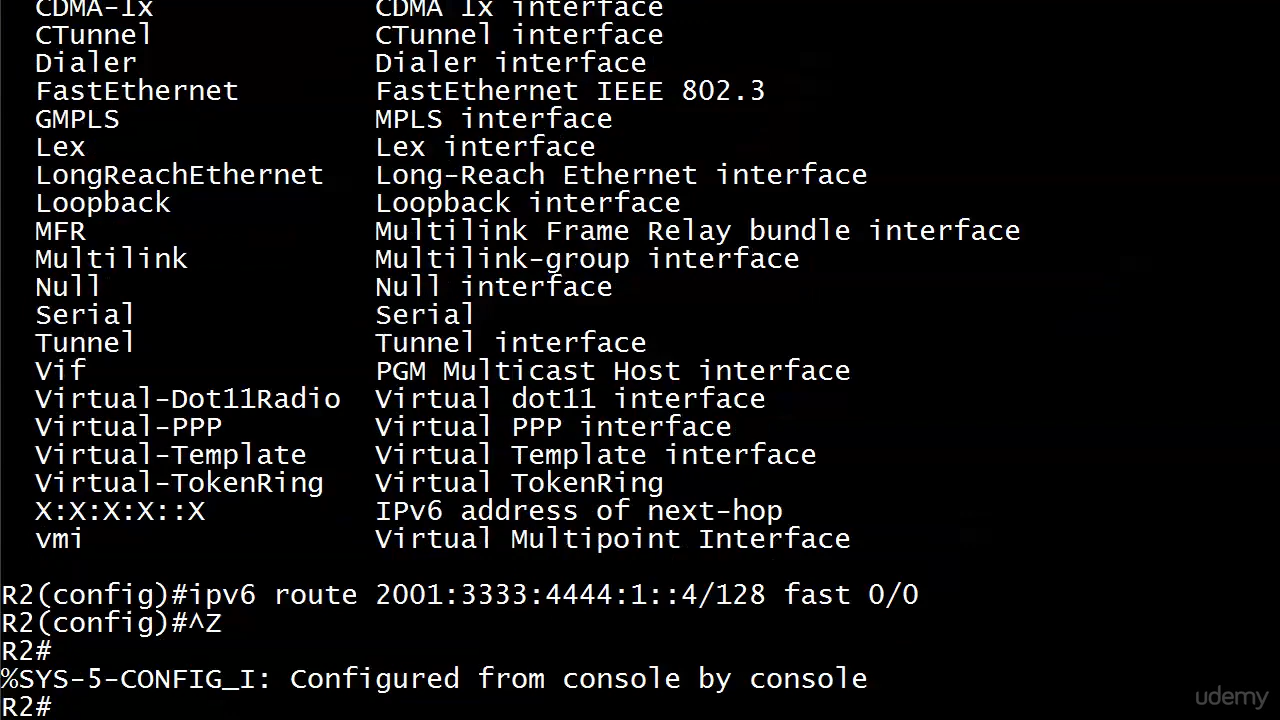 CDMA-Ix CDMA Ix interface
CTunnel CTunnel interface
Dialer Dialer interface
FastEthernet FastEthernet IEEE 802.3
GMPLS MPLS interface
Lex Lex interface
LongReachEthernet Long-Reach Ethernet interface
Loopback Loopback interface
MFR Multilink Frame Relay bundle interface
Multilink Multilink-group interface
Null Null interface
Serial Serial
Tunnel Tunnel interface
Vif PGM Multicast Host interface
Virtual-Dot11Radio Virtual dot11 interface
Virtual-PPP Virtual PPP interface
Virtual-Template Virtual Template interface
Virtual-TokenRing Virtual TokenRing
X:X:X:X::X IPv6 address of next-hop
vmi Virtual Multipoint Interface
R2(config)#ipv6 route 2001:3333:4444:1::4/128 fast 0/0
R2(config)#^Z
R2#
%SYS-5-CONFIG_I: Configured from console by console
R2#
udemy